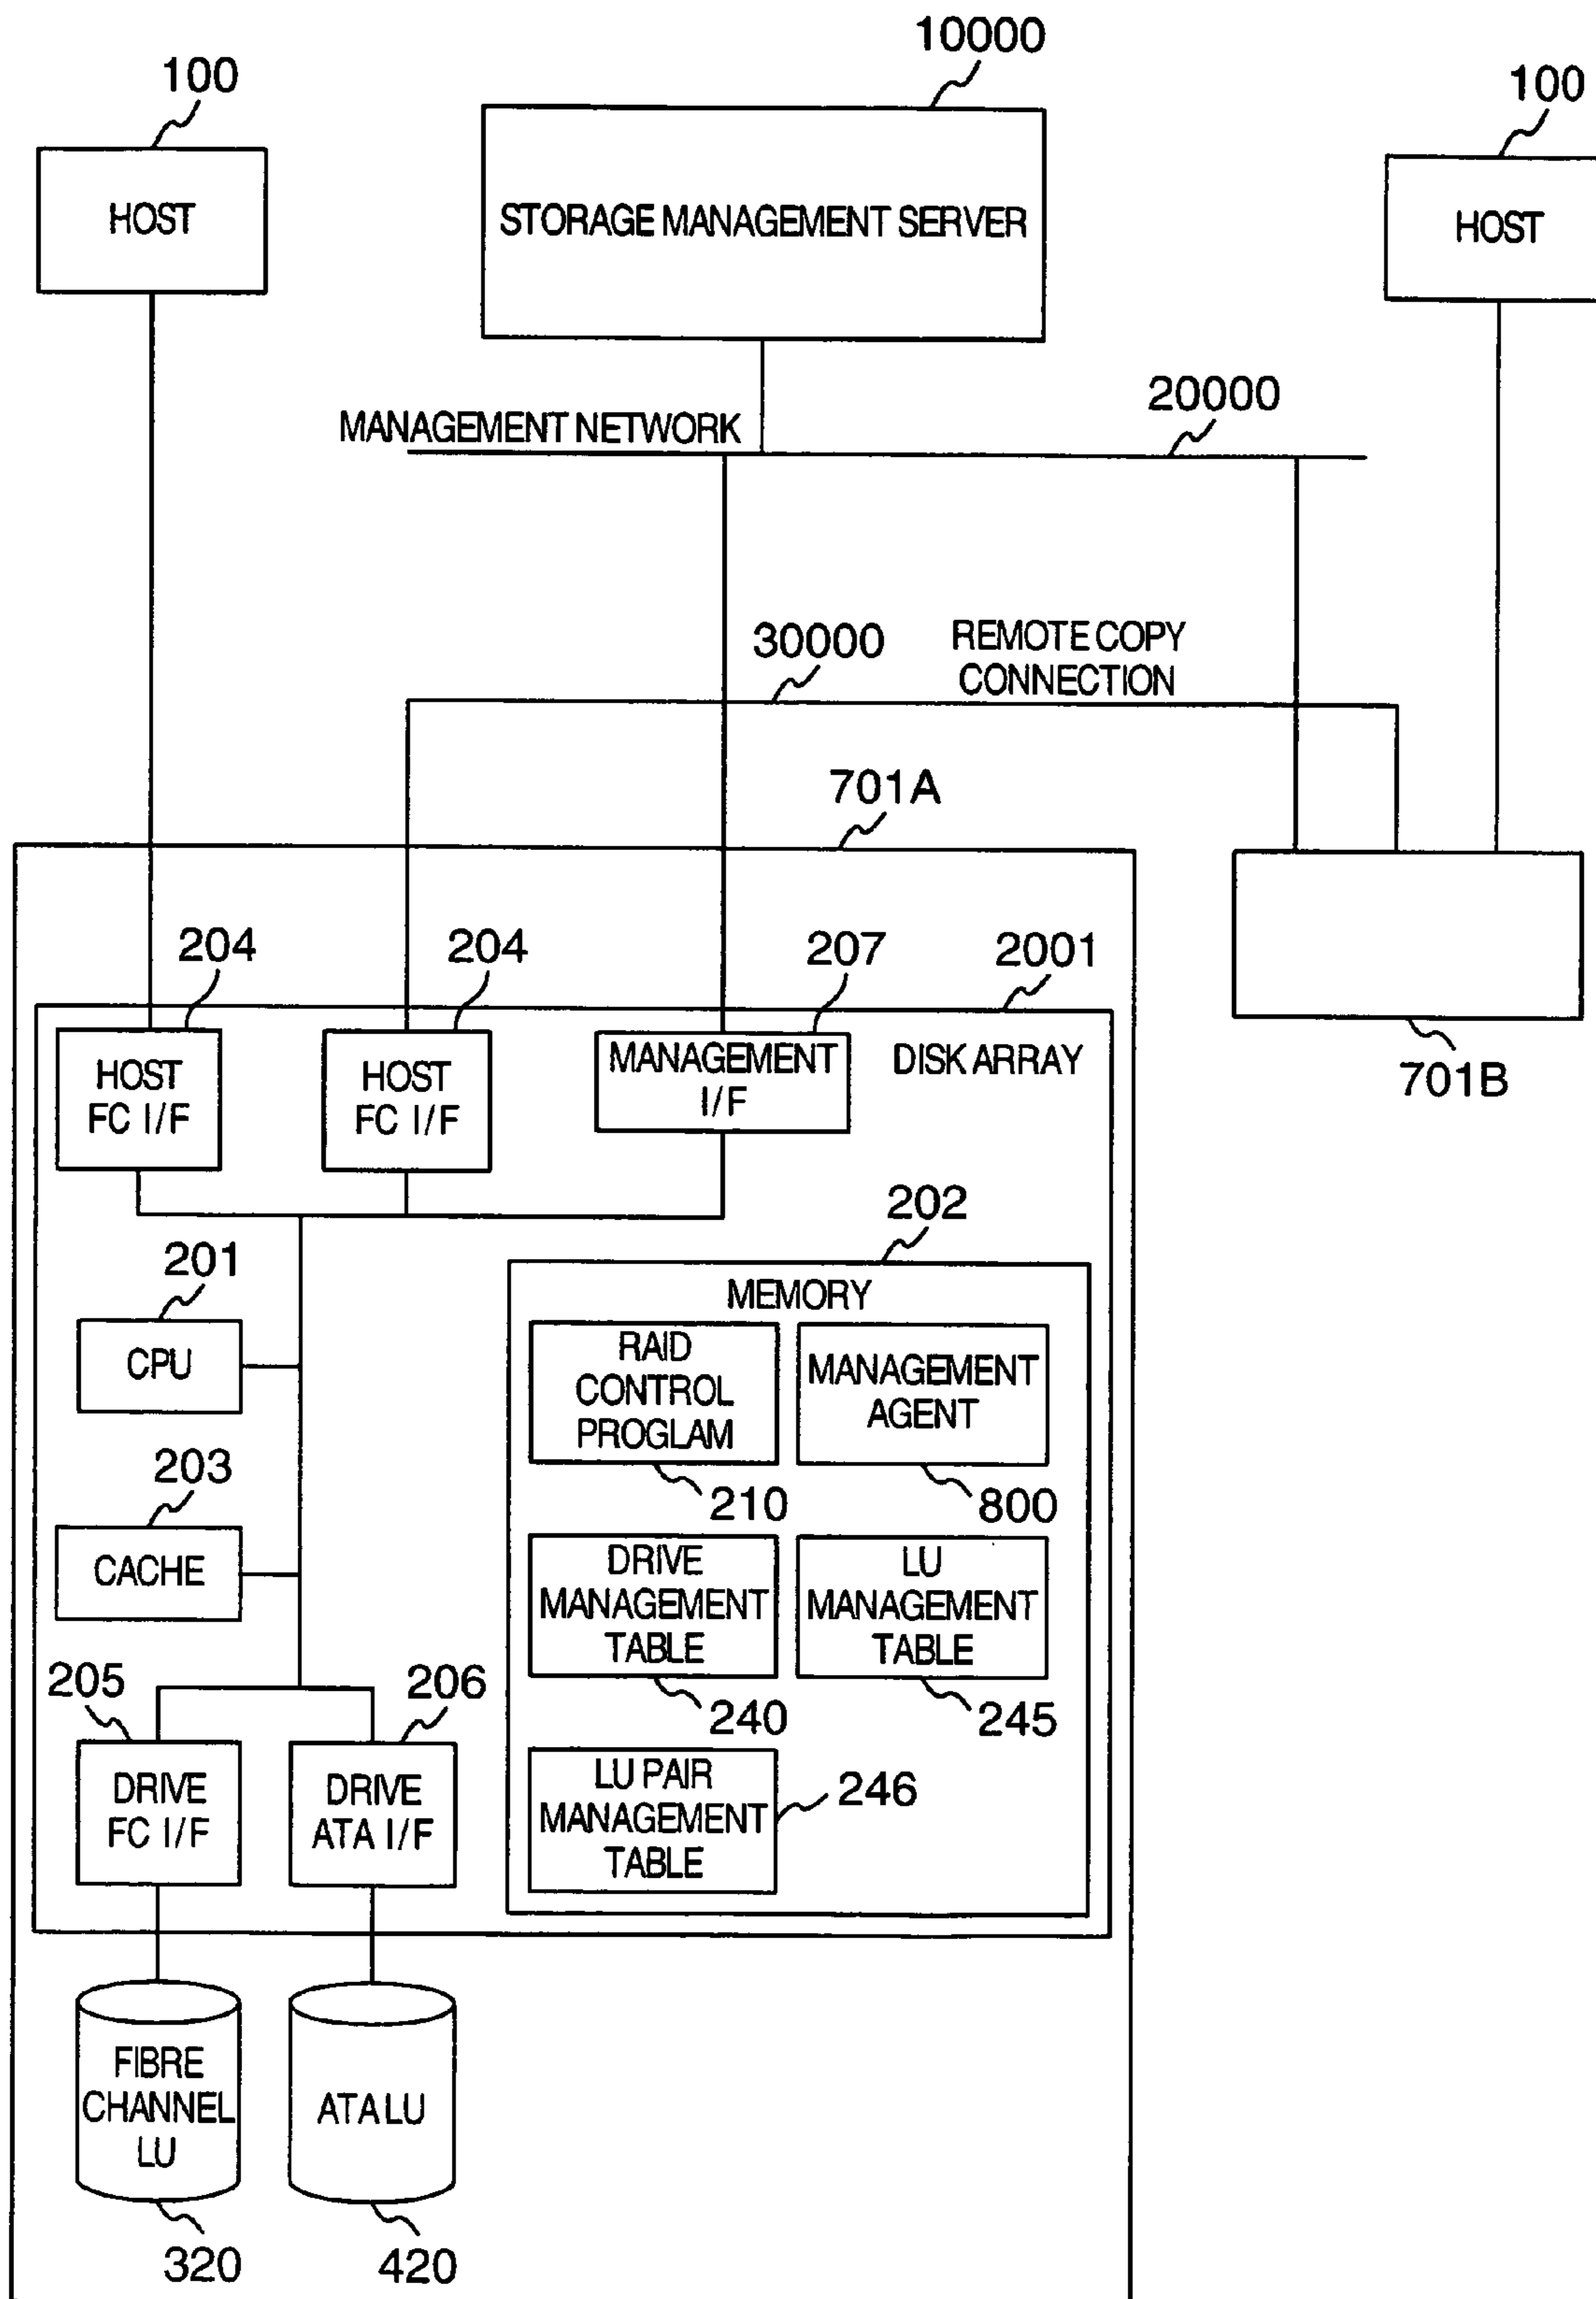 10000
100
100
HOST
STORAGE MANAGEMENT SERVER
HOST
20000
MANAGEMENT NETWORK
30000
REMOTE COPY
CONNECTION
701A
204
204
207
2001
HOST
FC I/F
HOST
FC I/F
MANAGEMENT
I/F
DISK ARRAY
701B
202
201
MEMORY
CPU
RAID
CONTROL
PROGLAM
MANAGEMENT
AGENT
203
210
800
CACHE
DRIVE
MANAGEMENT
TABLE
LU
MANAGEMENT
TABLE
205
206
240
245
DRIVE
FC I/F
DRIVE
ATA I/F
LU PAIR
MANAGEMENT
TABLE
246
FIBRE
CHANNEL
LU
ATA LU
320
420